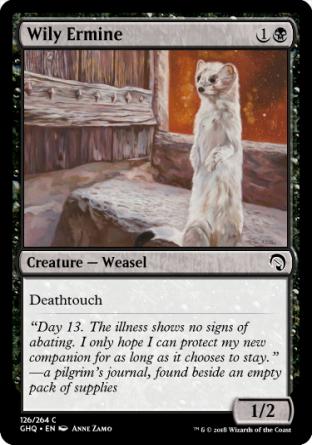 Wily Ermine 1
Creature — Weasel
Deathtouch
“Day 13. The illness shows no signs of
abating. I only hope I can protect my new
companion for as long as it chooses to stay.”
—a pilgrim’s journal, found beside an empty
pack of supplies
1/2
126/264 C
GHQ • EN Anne Zamo
™ & © 2018 Wizards of the Coast